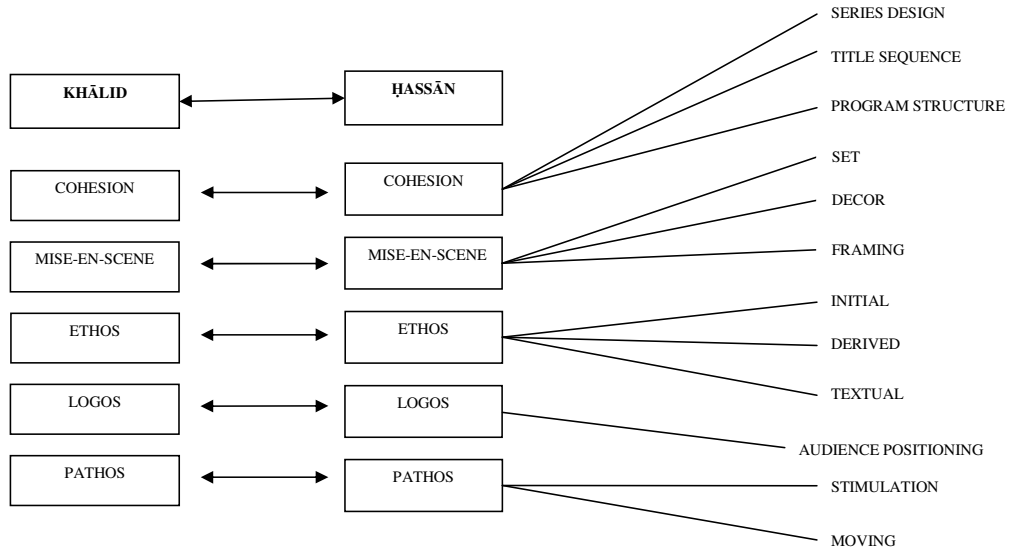 SERIES DESIGN
TITLE SEQUENCE
KHĀLID
ḤASSĀN
PROGRAM STRUCTURE
SET
COHESION
COHESION
DECOR
MISE-EN-SCENE
MISE-EN-SCENE
FRAMING
INITIAL
ETHOS
ETHOS
DERIVED
TEXTUAL
LOGOS
LOGOS
AUDIENCE POSITIONING
PATHOS
PATHOS
STIMULATION
MOVING